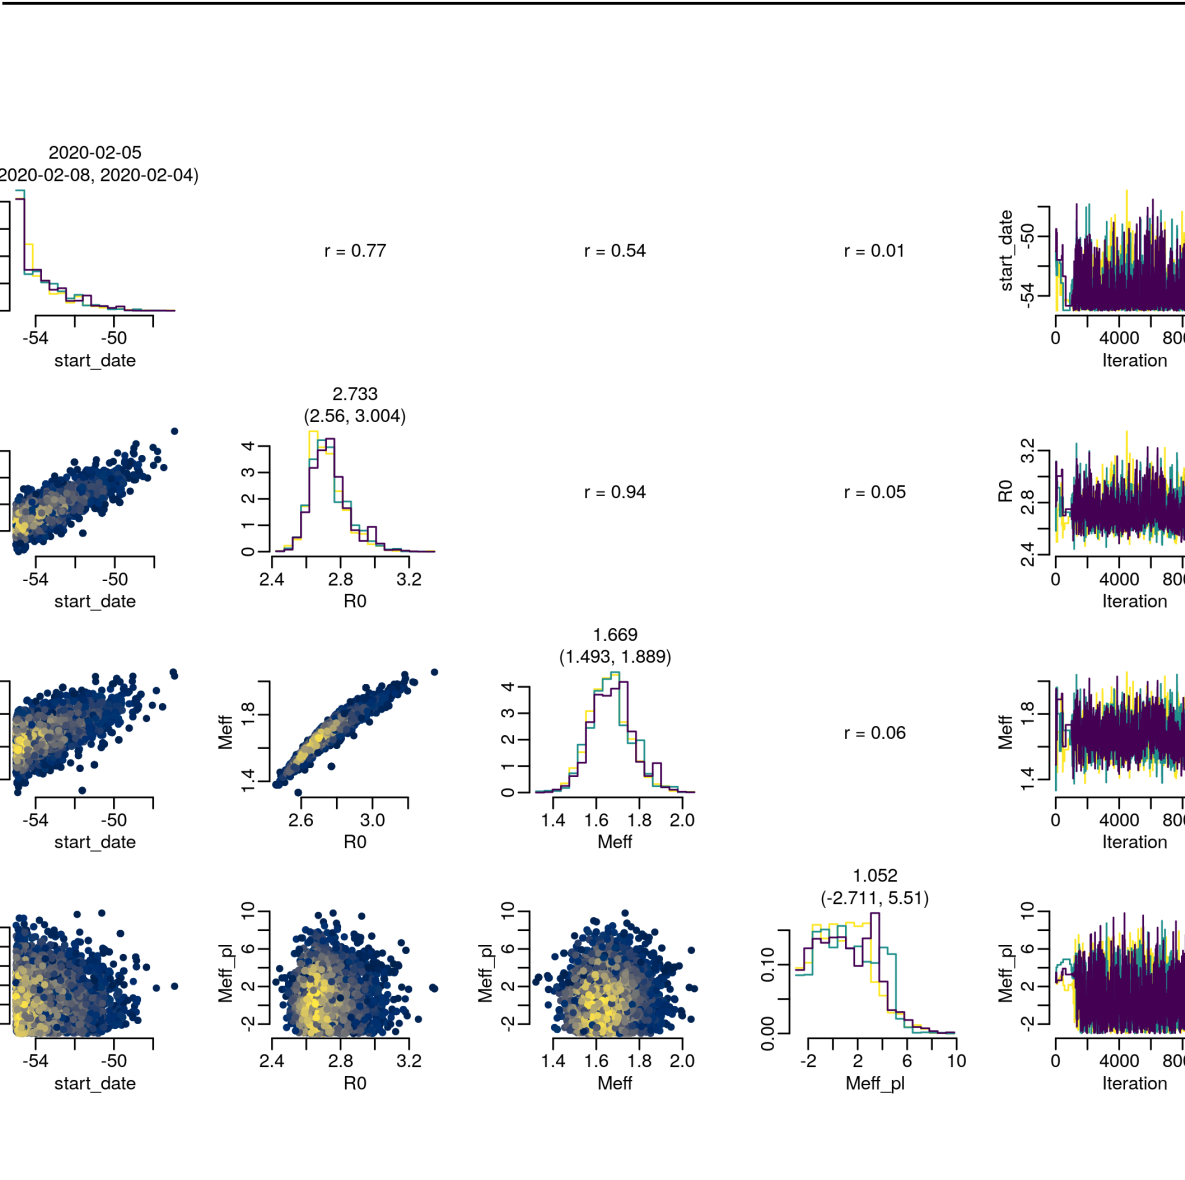 2020-02-05
2020-02-08, 2020-02-04)
-54 -50
start_date
r = 0.77
r = 0.54
r = 0.01
start_date
-54 -50
0 4000 800
Iteration
-54 -50
start_date
2.733
(2.56, 3.004)
0 1 2 3 4
2.4 2.8 3.2
R0
r = 0.94
r = 0.05
R0
2.4 2.8 3.2
0 4000 800
Iteration
-54 -50
start_date
Meff
1.4 1.8
2.6 3.0
R0
1.669
(1.493, 1.889)
0 1 2 3 4
1.4 1.6 1.8 2.0
Meff
r = 0.06
Meff
1.4 1.8
0 4000 800
Iteration
-54 -50
start_date
Meff_pl
-2 2 6 10
2.4 2.8 3.2
R0
Meff_pl
-2 2 6 10
1.4 1.6 1.8 2.0
Meff
1.052
(-2.711, 5.51)
0.00 0.10
-2 2 6 10
Meff_pl
Meff_pl
-2 2 6 10
0 4000 800
Iteration